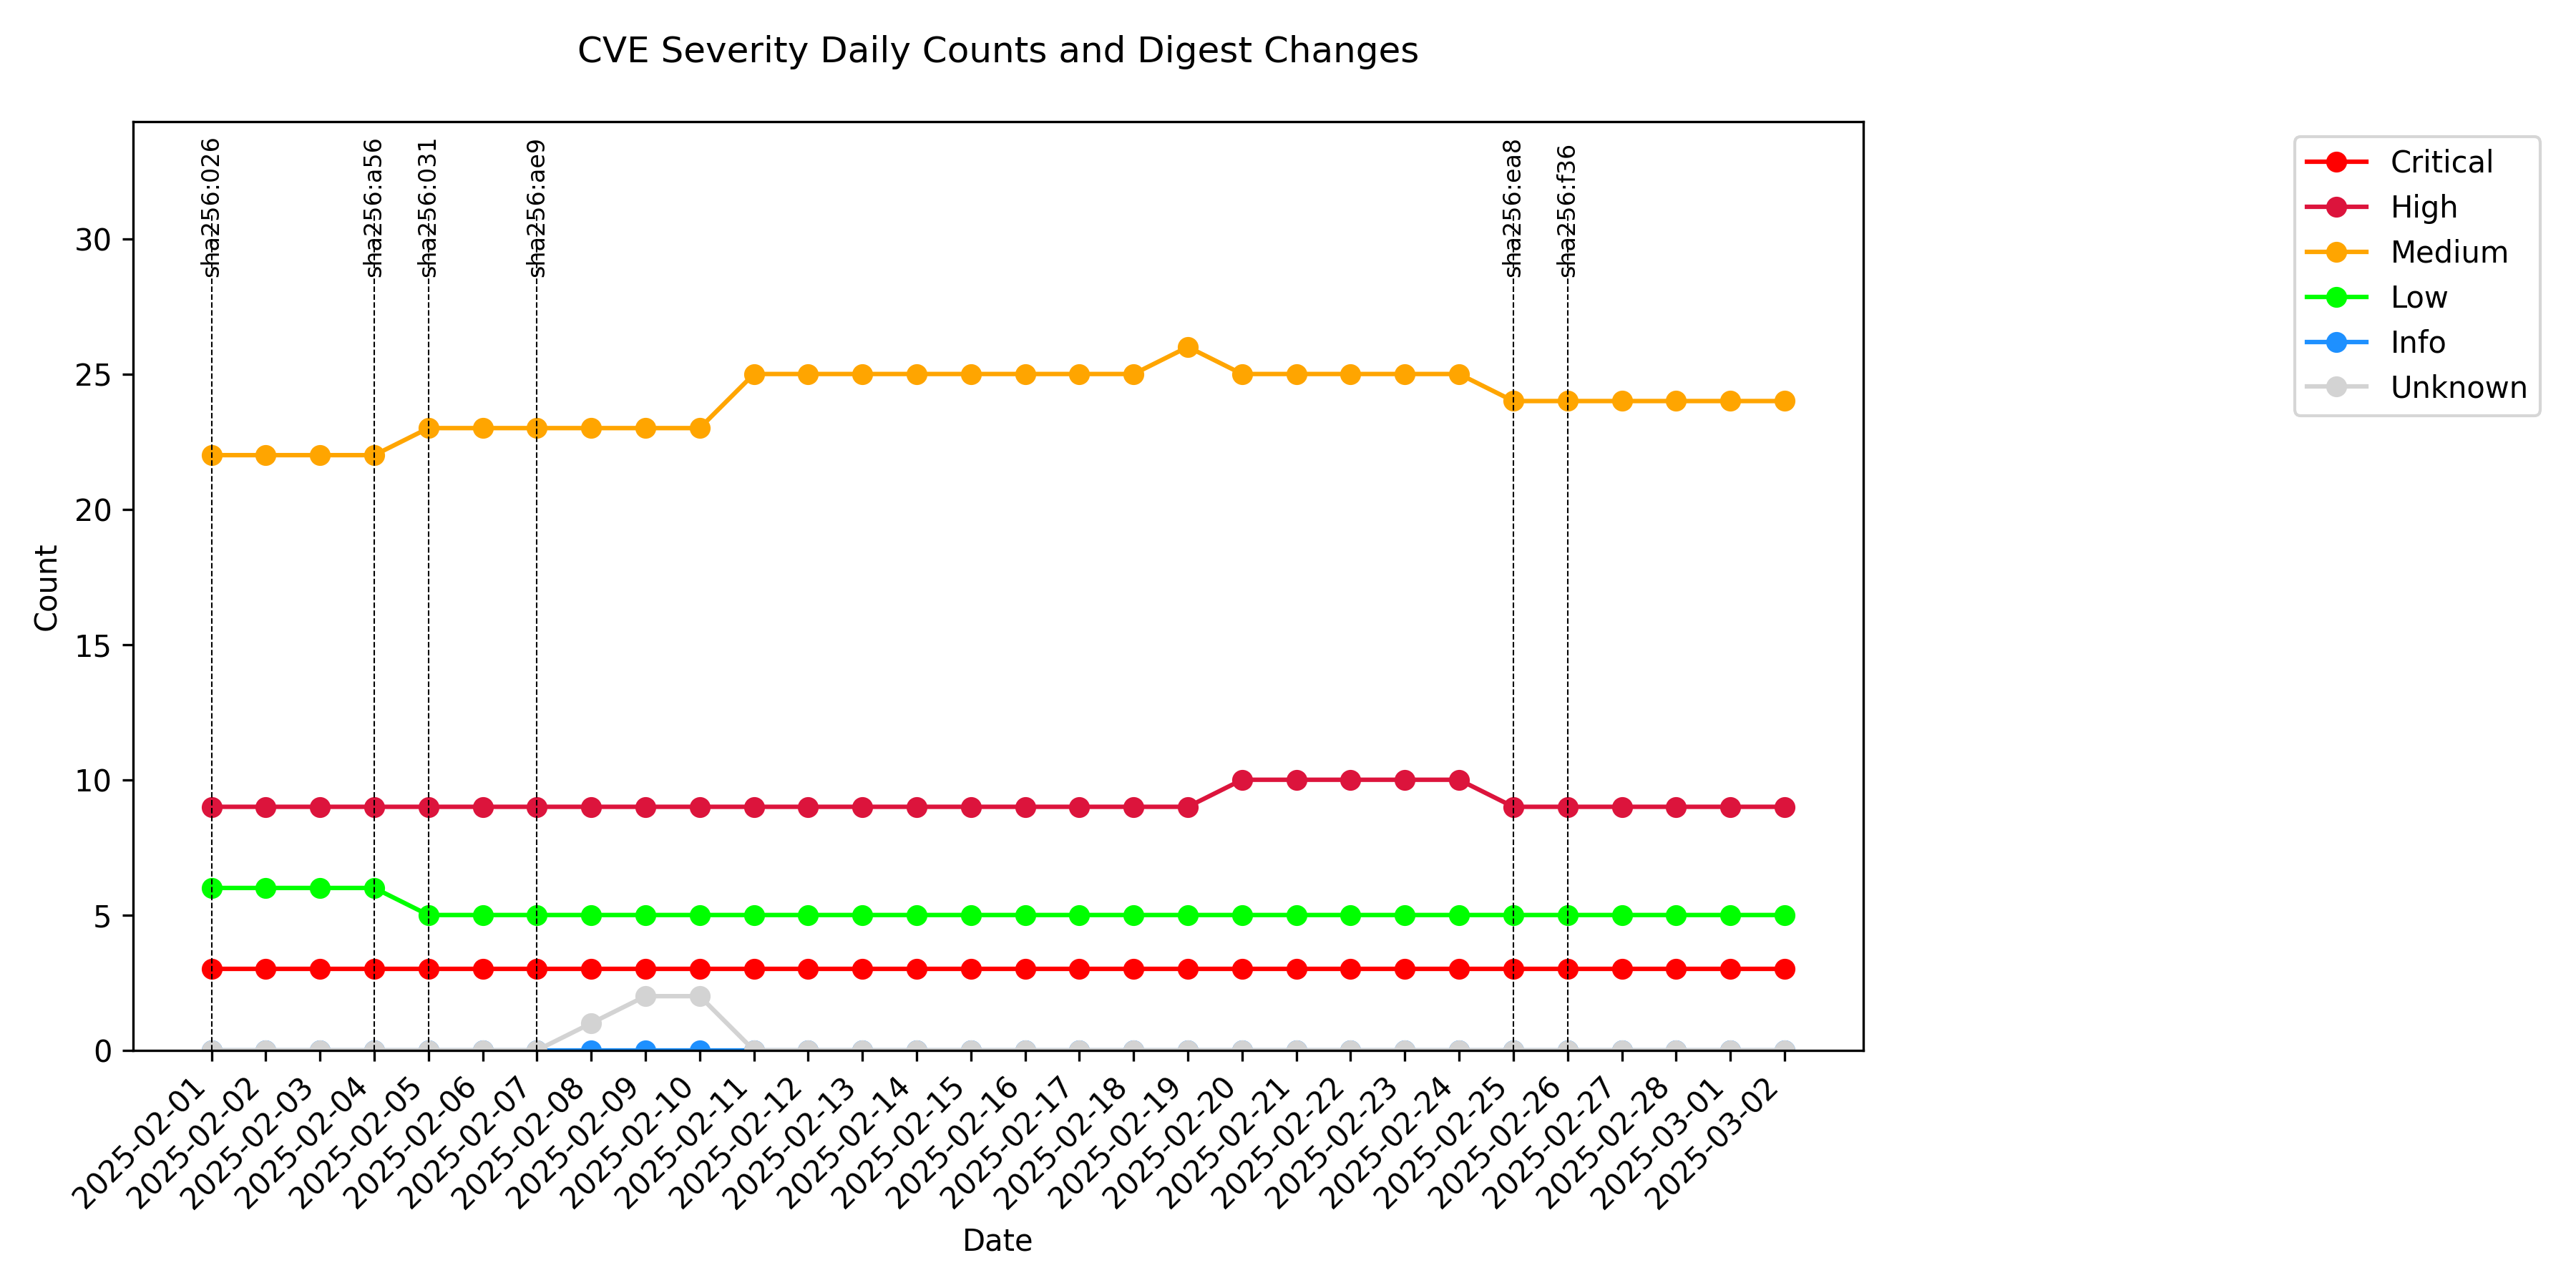 CVE Severity Daily Counts and Digest Changes
sha256:026
sha256:a56
sha256:031
sha256:ae9
sha256:ea8
sha256:f36
Critical
High
Medium
Low
Info
Unknown
Count
30
25
20
15
10
5
0
2025-02-01
2025-02-02
2025-02-03
2025-02-04
2025-02-05
2025-02-06
2025-02-07
2025-02-08
2025-02-09
2025-02-10
2025-02-11
2025-02-12
2025-02-13
2025-02-14
2025-02-15
2025-02-16
2025-02-17
2025-02-18
2025-02-19
2025-02-20
2025-02-21
2025-02-22
2025-02-23
2025-02-24
2025-02-25
2025-02-26
2025-02-27
2025-02-28
2025-03-01
2025-03-02
Date